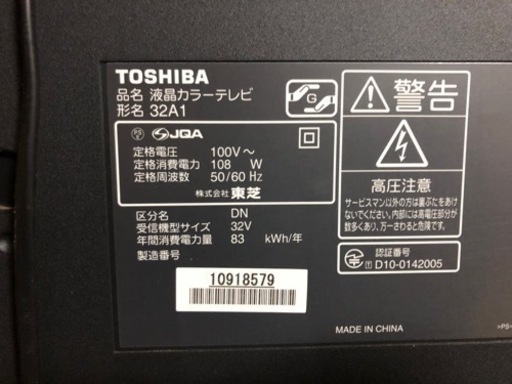 TOSHIBA
品名 液晶カラーテレビ
形名 32A1
G
PS
E
JQA
定格電圧 100V～
定格消費電力 108 W
定格周波数 50/60 Hz
株式会社 東芝
区分名 DN
受信機型サイズ 32V
年間消費電力量 83 kWh/年
製造番号
10918579
警告
高圧注意
サービスマン以外の方は裏ぶたをあけ
ないでください。内部には高電圧部分が
数多くあり、万一さわると危険です。
認証番号
T D10-0142005
MADE IN CHINA
>PS